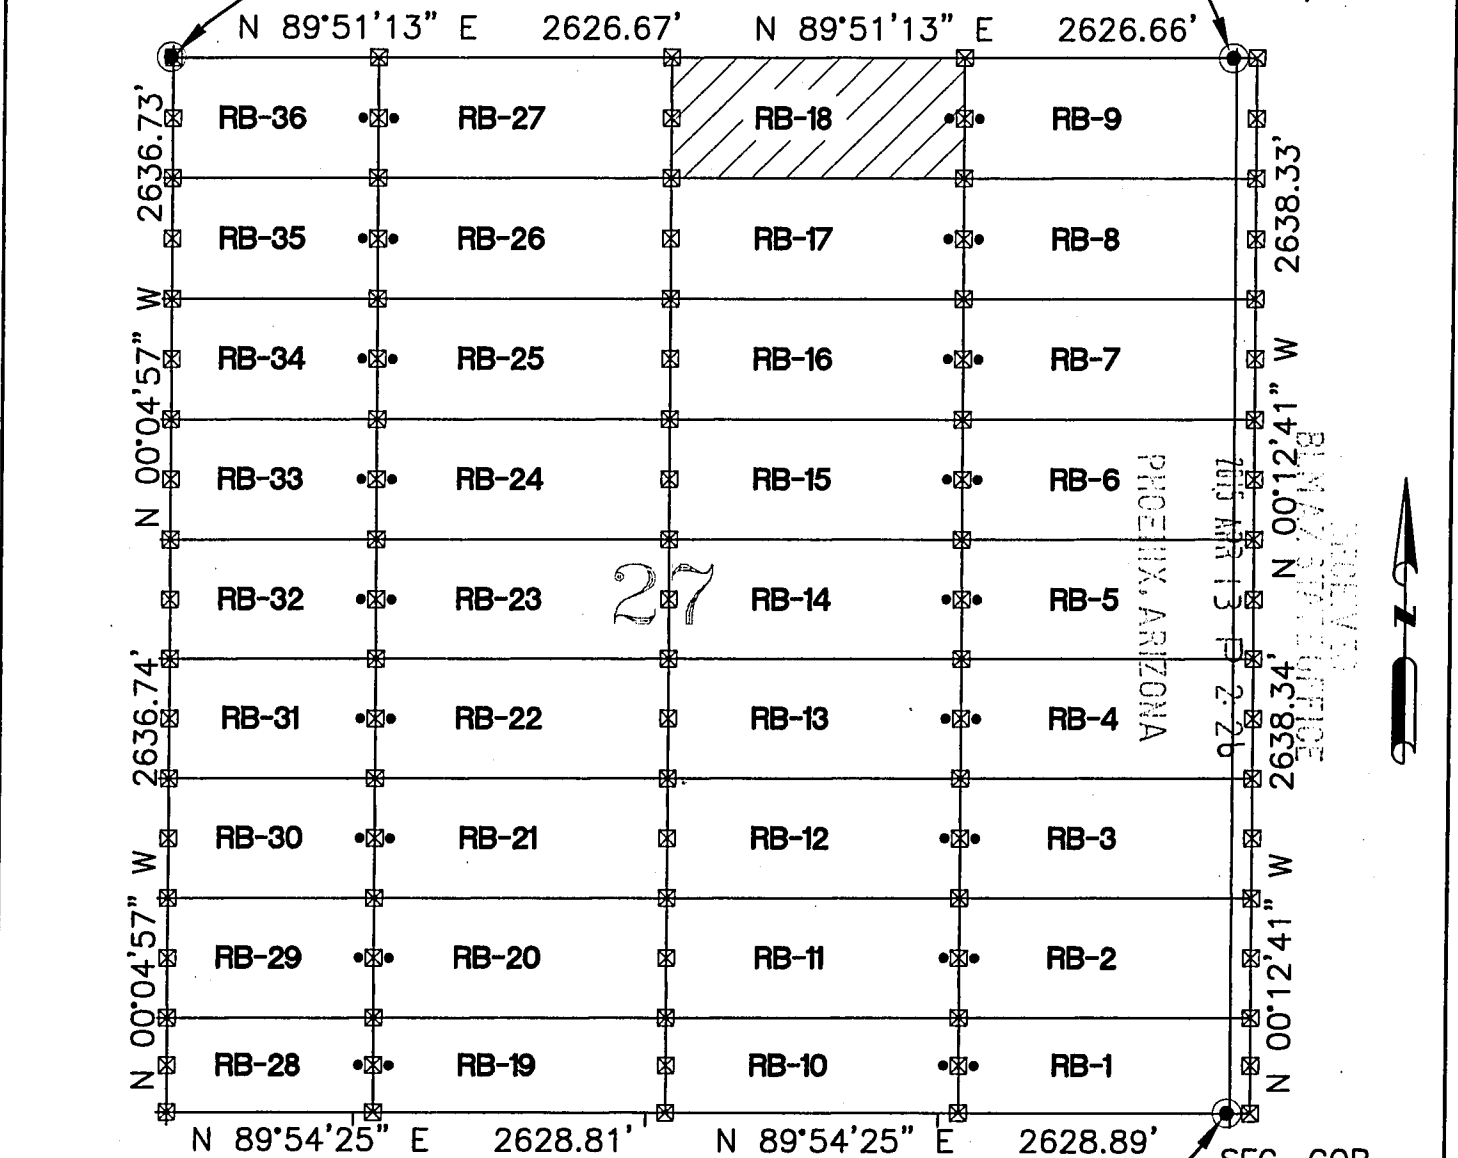 N 89°51'13" E 2626.67' N 89°51'13" E 2626.66'
RB-36 RB-27 RB-18 RB-9
2636.73'
2638.33'
RB-35 RB-26 RB-17 RB-8
N 00°04'57" W
RB-34 RB-25 RB-16 RB-7
N 00°12'41" W
RB-33 RB-24 RB-15 RB-6
PHOENIX, ARIZONA
RB-32 RB-23 RB-14 RB-5
27
N
2636.74'
2638.34'
RB-31 RB-22 RB-13 RB-4
RB-30 RB-21 RB-12 RB-3
N 00°04'57" W
N 00°12'41" W
RB-29 RB-20 RB-11 RB-2
RB-28 RB-19 RB-10 RB-1
N 89°54'25" E 2628.81' N 89°54'25" E 2628.89'
SEC. COR.